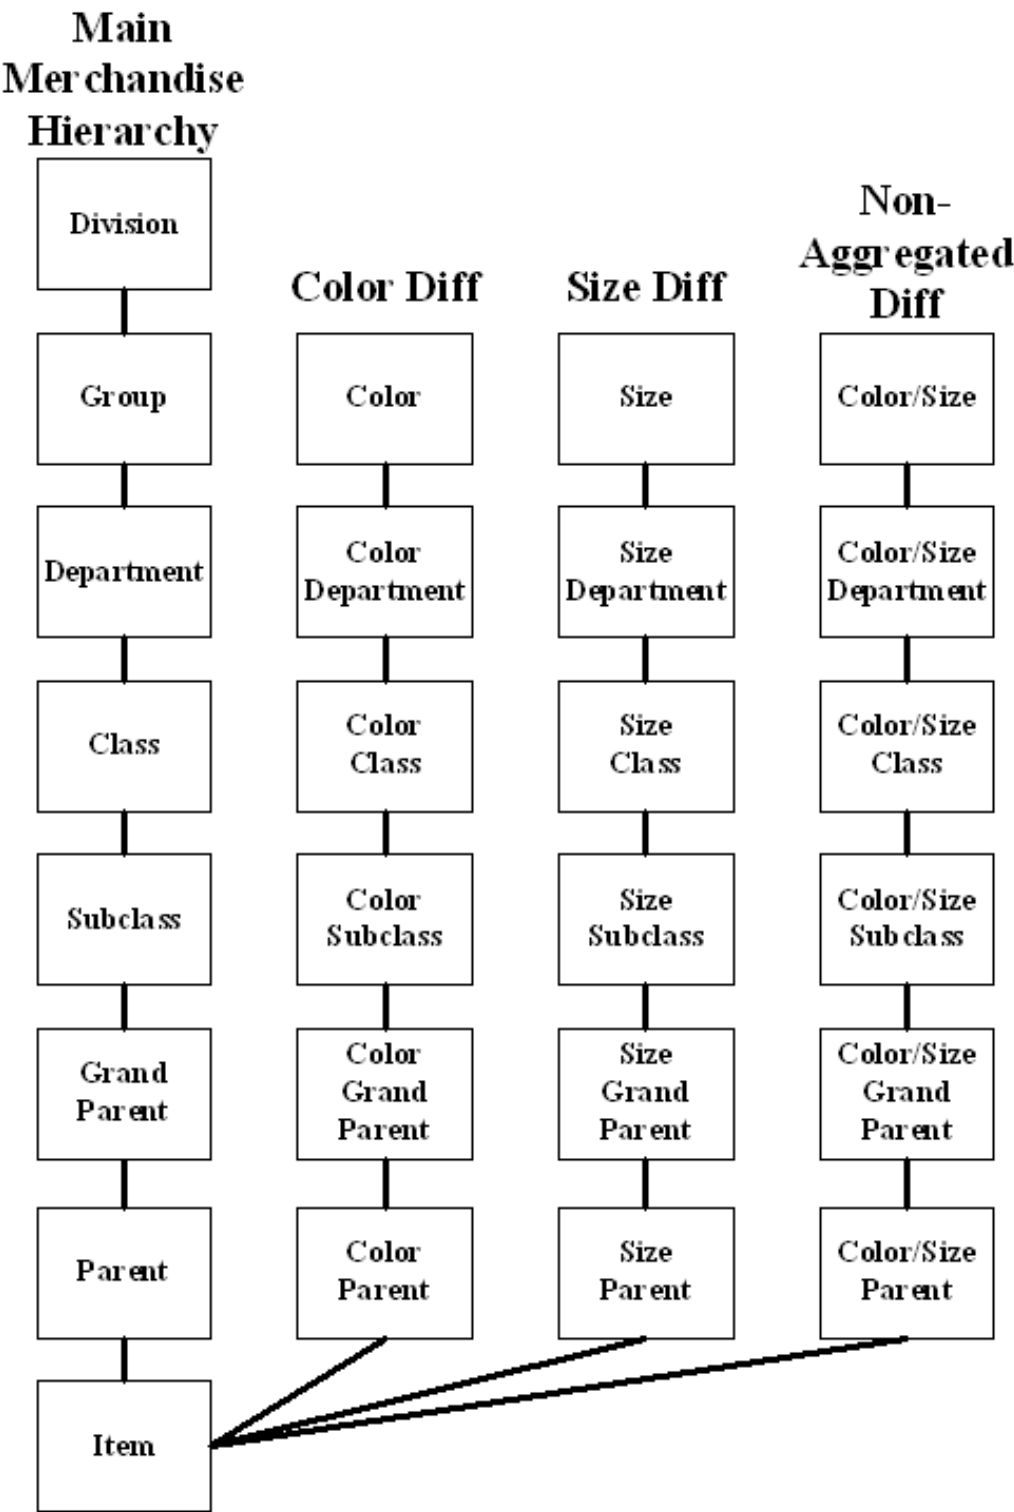 Main
Merchandise
Hierarchy
Division
Group
Department
Class
Subclass
Grand
Parent
Parent
Item
Color Diff
Color
Color
Department
Color
Class
Color
Subclass
Color
Grand
Parent
Color
Parent
Size Diff
Size
Size
Department
Size
Class
Size
Subclass
Size
Grand
Parent
Size
Parent
Non-
Aggregated
Diff
Color/Size
Color/Size
Department
Color/Size
Class
Color/Size
Subclass
Color/Size
Grand
Parent
Color/Size
Parent